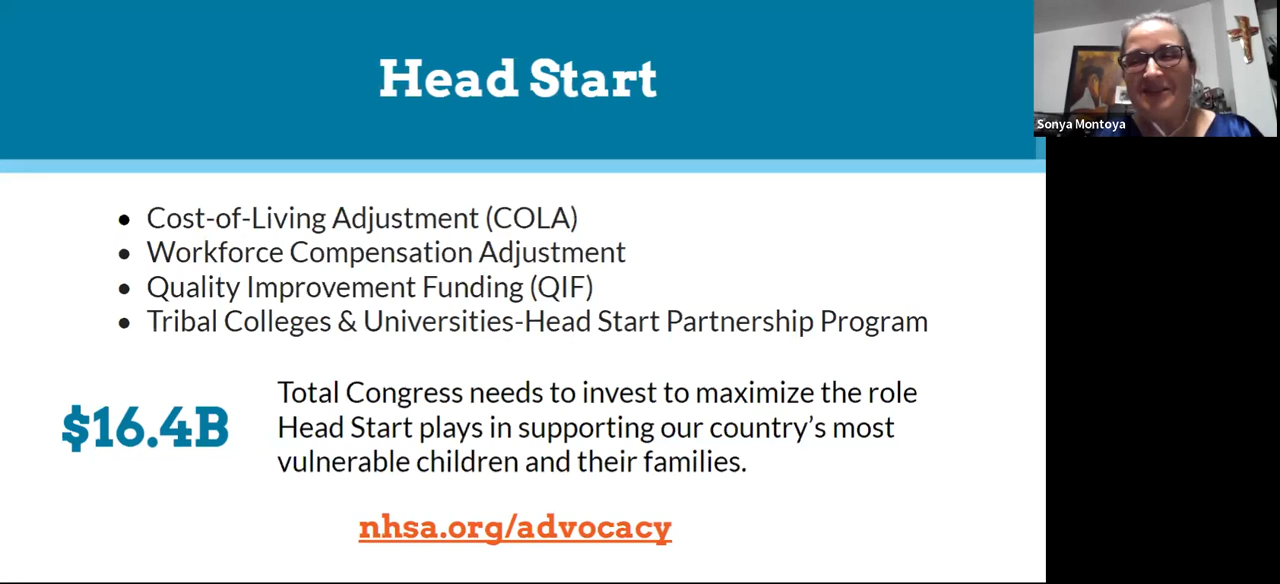 Head Start
Sonya Montoya
• Cost-of-Living Adjustment (COLA)
• Workforce Compensation Adjustment
• Quality Improvement Funding (QIF)
• Tribal Colleges & Universities-Head Start Partnership Program
$16.4B
Total Congress needs to invest to maximize the role
Head Start plays in supporting our country’s most
vulnerable children and their families.
nhsa.org/advocacy